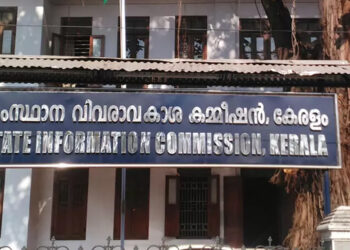 ംസ്ഥാന വിവരാവകാശ കമ്മീഷൻ, കേരളം
TATE INFORMATION COMMISSION, KERALA